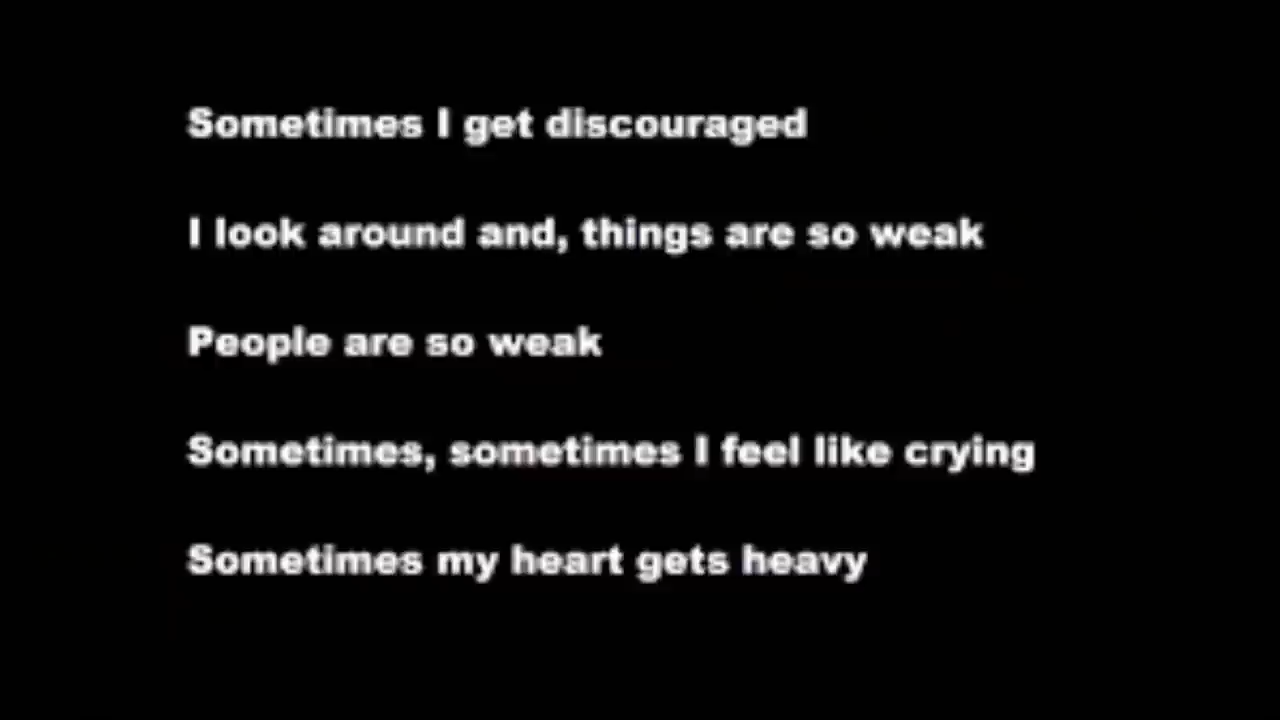 Sometimes I get discouraged
I look around and, things are so weak
People are so weak
Sometimes, sometimes I feel like crying
Sometimes my heart gets heavy